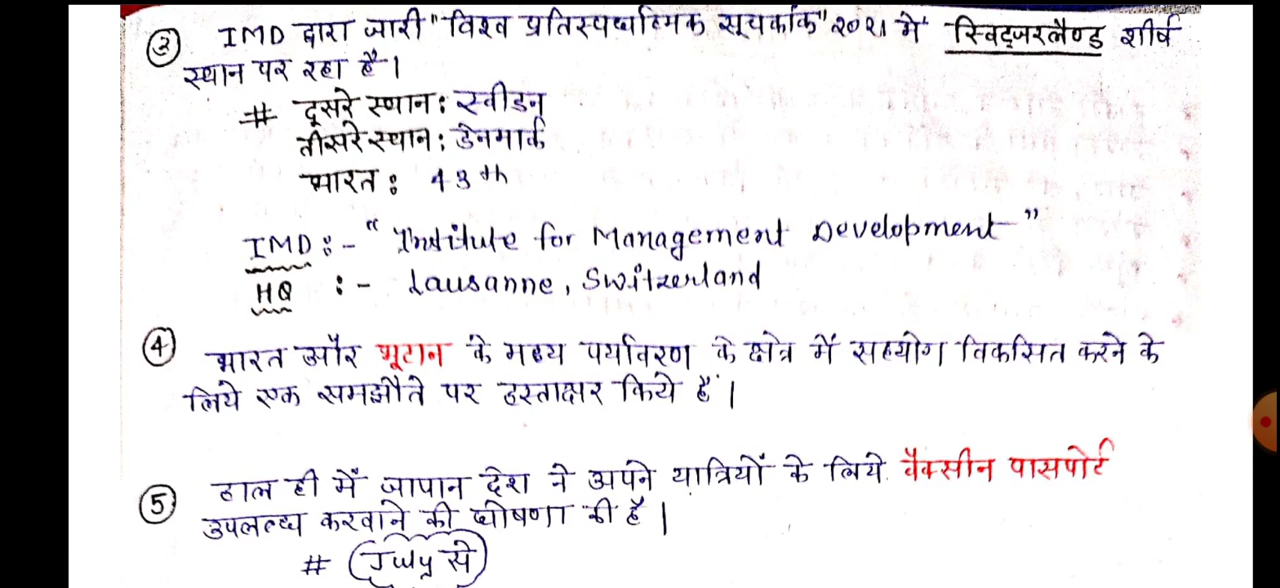 ③ IMD द्वारा जारी "विश्व प्रतिस्पर्धात्मक सूचकांक" 2021 में स्विट्जरलैण्ड शीर्ष
स्थान पर रहा है।
# दूसरे स्थान : स्वीडन
तीसरे स्थान : डेनमार्क
भारत : 43th
IMD :- "Institute for Management Development"
HQ :- Lausanne, Switzerland
④ भारत और भूटान के मध्य पर्यावरण के क्षेत्र में सहयोग विकसित करने के
लिये एक समझौते पर हस्ताक्षर किये हैं।
⑤ हाल ही में जापान देश ने अपने यात्रियों के लिये वैक्सीन पासपोर्ट
उपलब्ध करवाने की घोषणा की है।
# July से